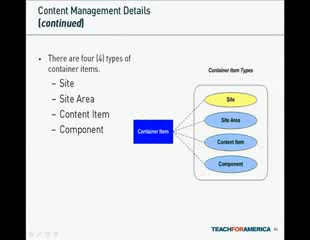 Content Management Details
(continued)
• There are four (4) types of
container items.
– Site
– Site Area
– Content Item
– Component
Container Item Types
Site
Site Area
Container Item
Content Item
Component
TEACHFORAMERICA